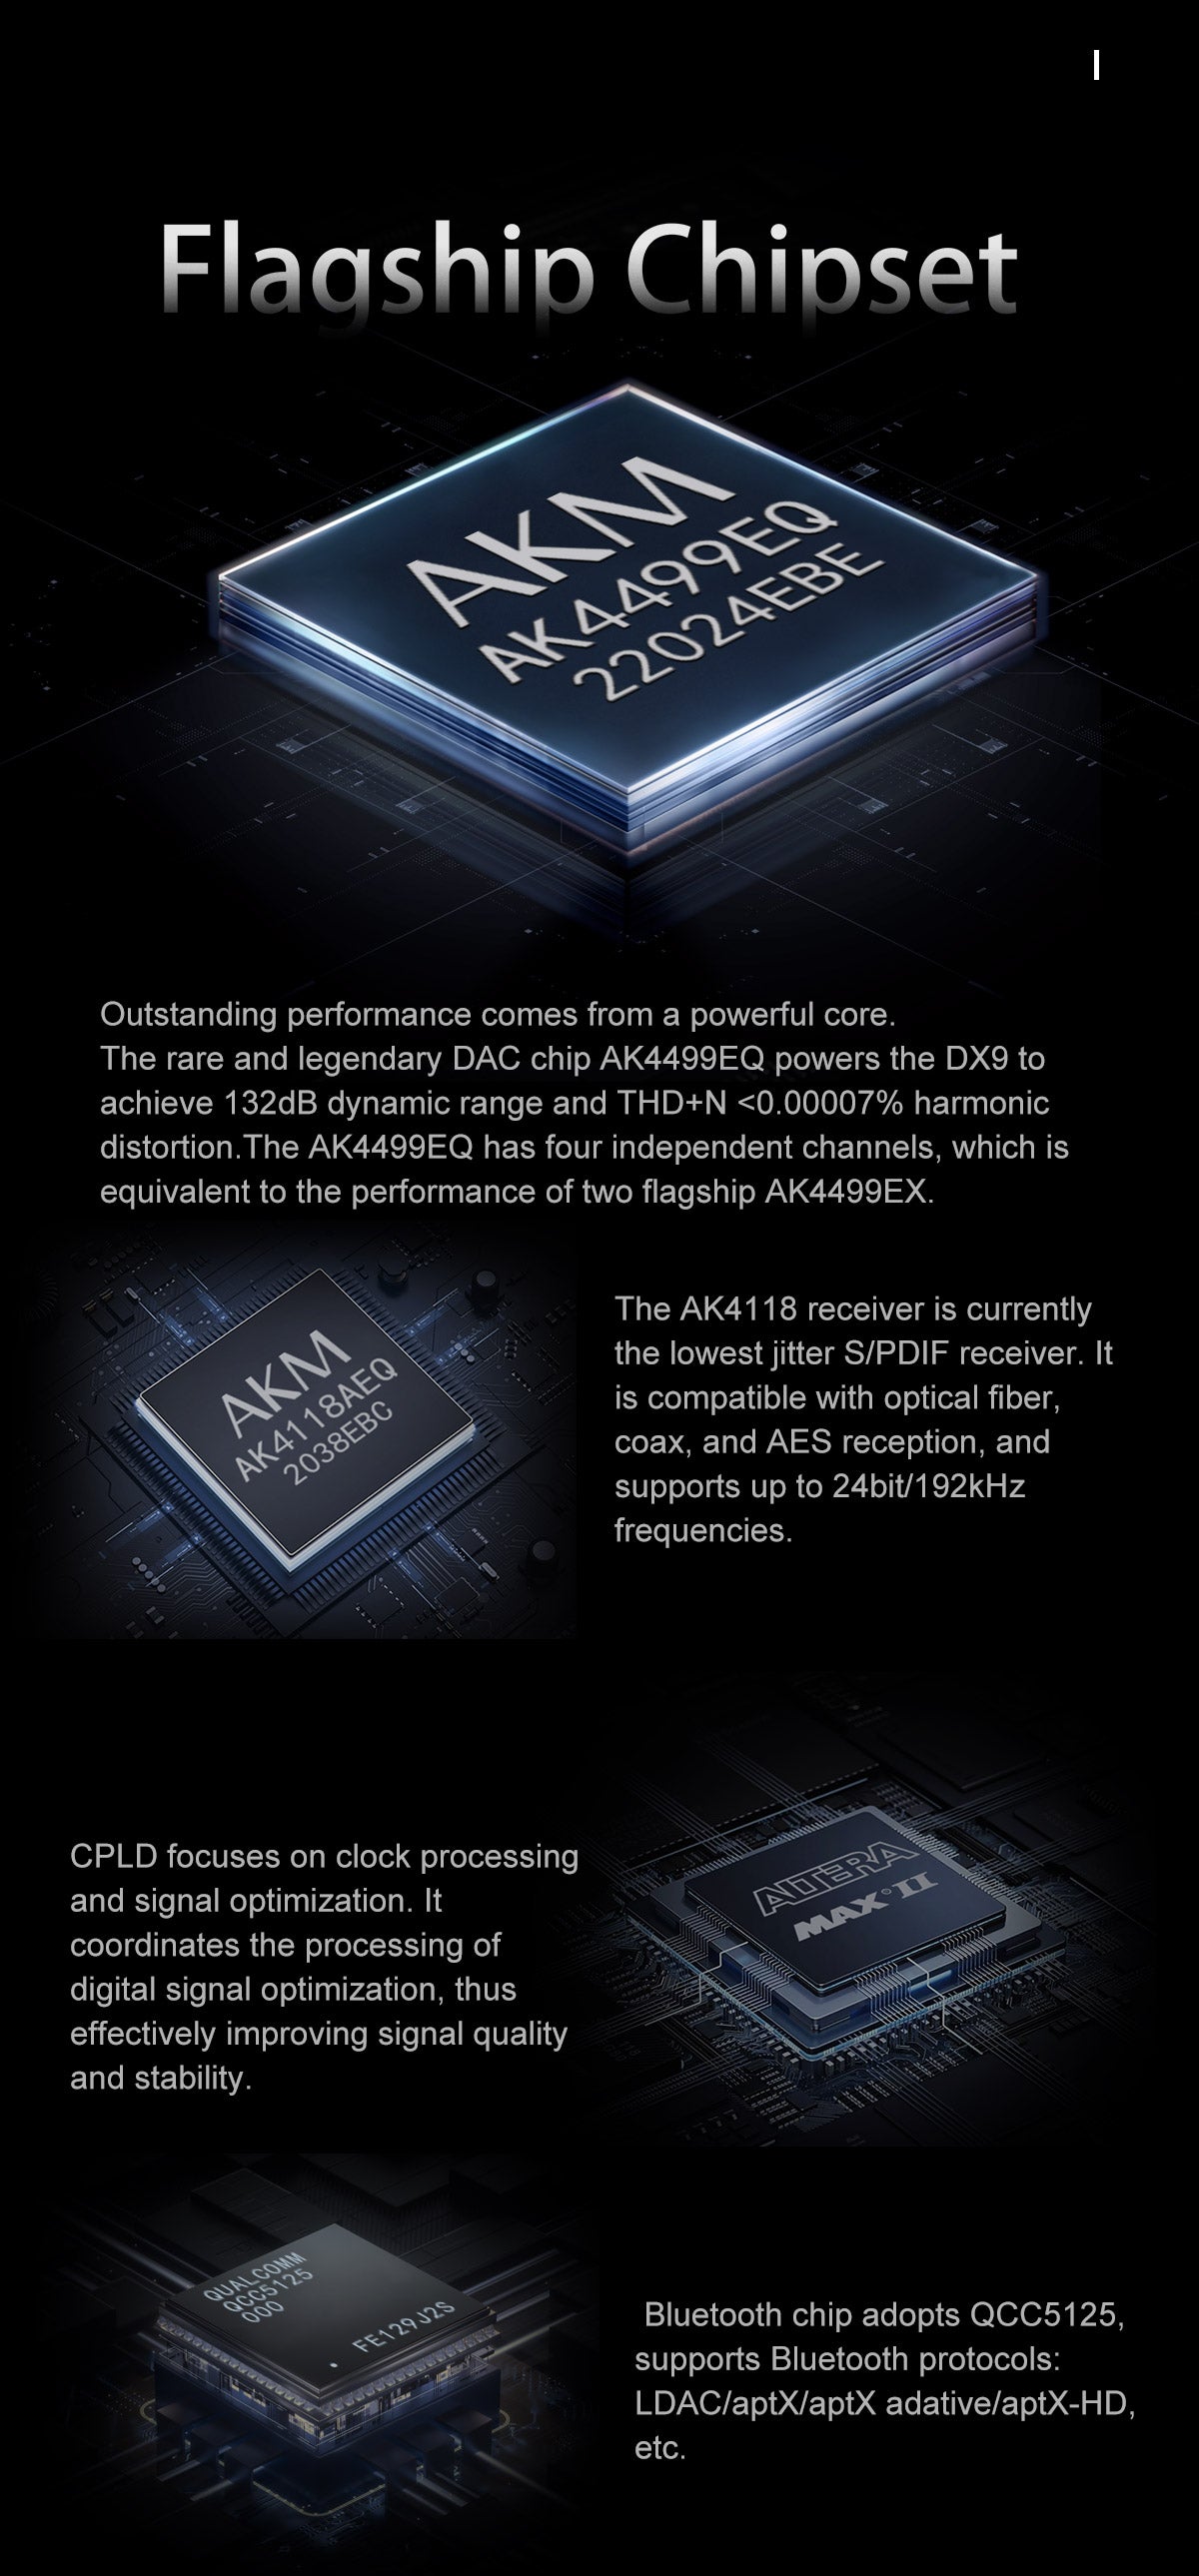 Flagship Chipset
AKM
AK4499EQ
22024EBE
Outstanding performance comes from a powerful core.
The rare and legendary DAC chip AK4499EQ powers the DX9 to
achieve 132dB dynamic range and THD+N <0.00007% harmonic
distortion.The AK4499EQ has four independent channels, which is
equivalent to the performance of two flagship AK4499EX.
AKM
AK4118AEQ
2038EBC
The AK4118 receiver is currently
the lowest jitter S/PDIF receiver. It
is compatible with optical fiber,
coax, and AES reception, and
supports up to 24bit/192kHz
frequencies.
CPLD focuses on clock processing
and signal optimization. It
coordinates the processing of
digital signal optimization, thus
effectively improving signal quality
and stability.
ALTERA
MAX® II
QUALCOMM
QCC5125
000
FE129J2S
Bluetooth chip adopts QCC5125,
supports Bluetooth protocols:
LDAC/aptX/aptX adative/aptX-HD,
etc.